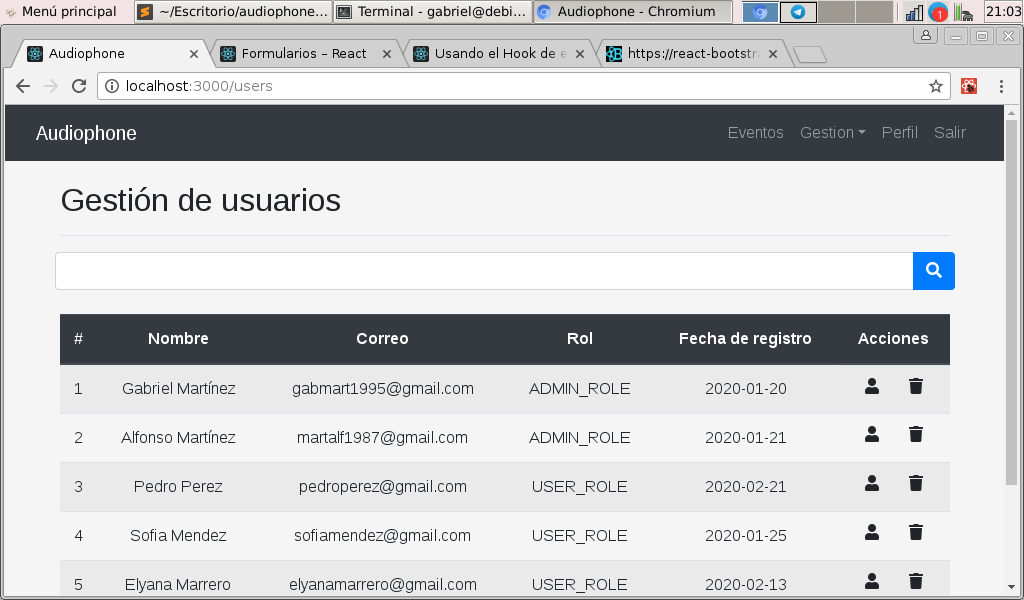 Menú principal ~/Escritorio/audiophone... Terminal - gabriel@debi... Audiophone - Chromium 1 21:03
Audiophone Formularios – React Usando el Hook de e https://react-bootstra
localhost:3000/users
Audiophone Eventos Gestion Perfil Salir
Gestión de usuarios
# Nombre Correo Rol Fecha de registro Acciones
1 Gabriel Martínez gabmart1995@gmail.com ADMIN_ROLE 2020-01-20
2 Alfonso Martínez martalf1987@gmail.com ADMIN_ROLE 2020-01-21
3 Pedro Perez pedroperez@gmail.com USER_ROLE 2020-02-21
4 Sofia Mendez sofiamendez@gmail.com USER_ROLE 2020-01-25
5 Elyana Marrero elyanamarrero@gmail.com USER_ROLE 2020-02-13